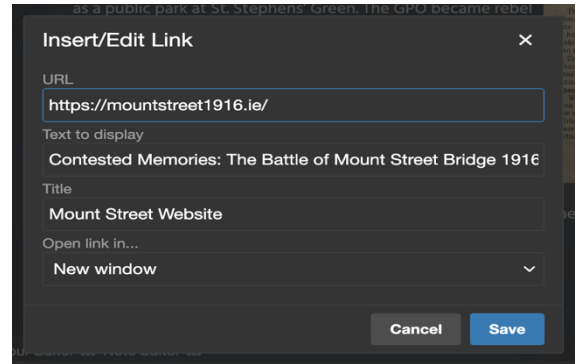 as a public park at St. Stephens' Green. The GPO became rebel
Insert/Edit Link
URL
https://mountstreet1916.ie/
Text to display
Contested Memories: The Battle of Mount Street Bridge 1916
Title
Mount Street Website
Open link in...
New window
Cancel Save